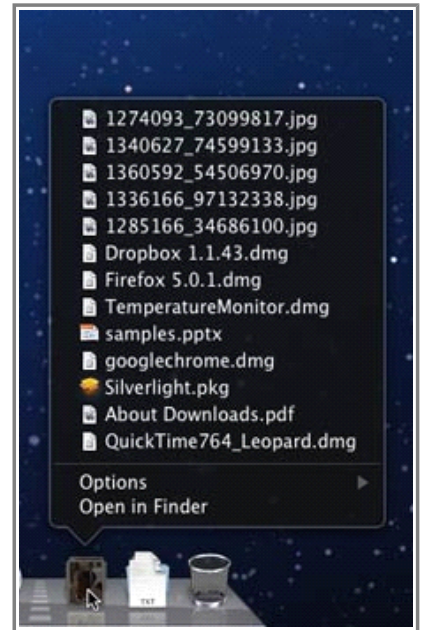 1274093_73099817.jpg
1340627_74599133.jpg
1360592_54506970.jpg
1336166_97132338.jpg
1285166_34686100.jpg
Dropbox 1.1.43.dmg
Firefox 5.0.1.dmg
TemperatureMonitor.dmg
samples.pptx
googlechrome.dmg
Silverlight.pkg
About Downloads.pdf
QuickTime764_Leopard.dmg
Options
Open in Finder
TXT